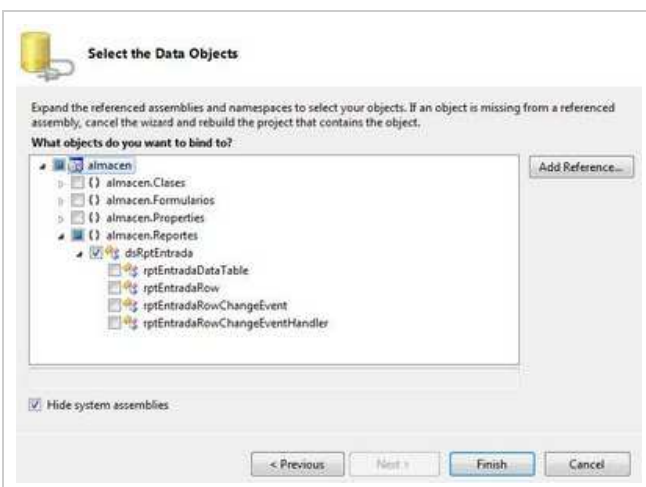 Select the Data Objects
Expand the referenced assemblies and namespaces to select your objects. If an object is missing from a referenced
assembly, cancel the wizard and rebuild the project that contains the object.
What objects do you want to bind to?
almacen
Add Reference...
{} almacen.Clases
{} almacen.Formularios
{} almacen.Properties
{} almacen.Reportes
dsRptEntrada
rptEntradaDataTable
rptEntradaRow
rptEntradaRowChangeEvent
rptEntradaRowChangeEventHandler
Hide system assemblies
< Previous
Next >
Finish
Cancel